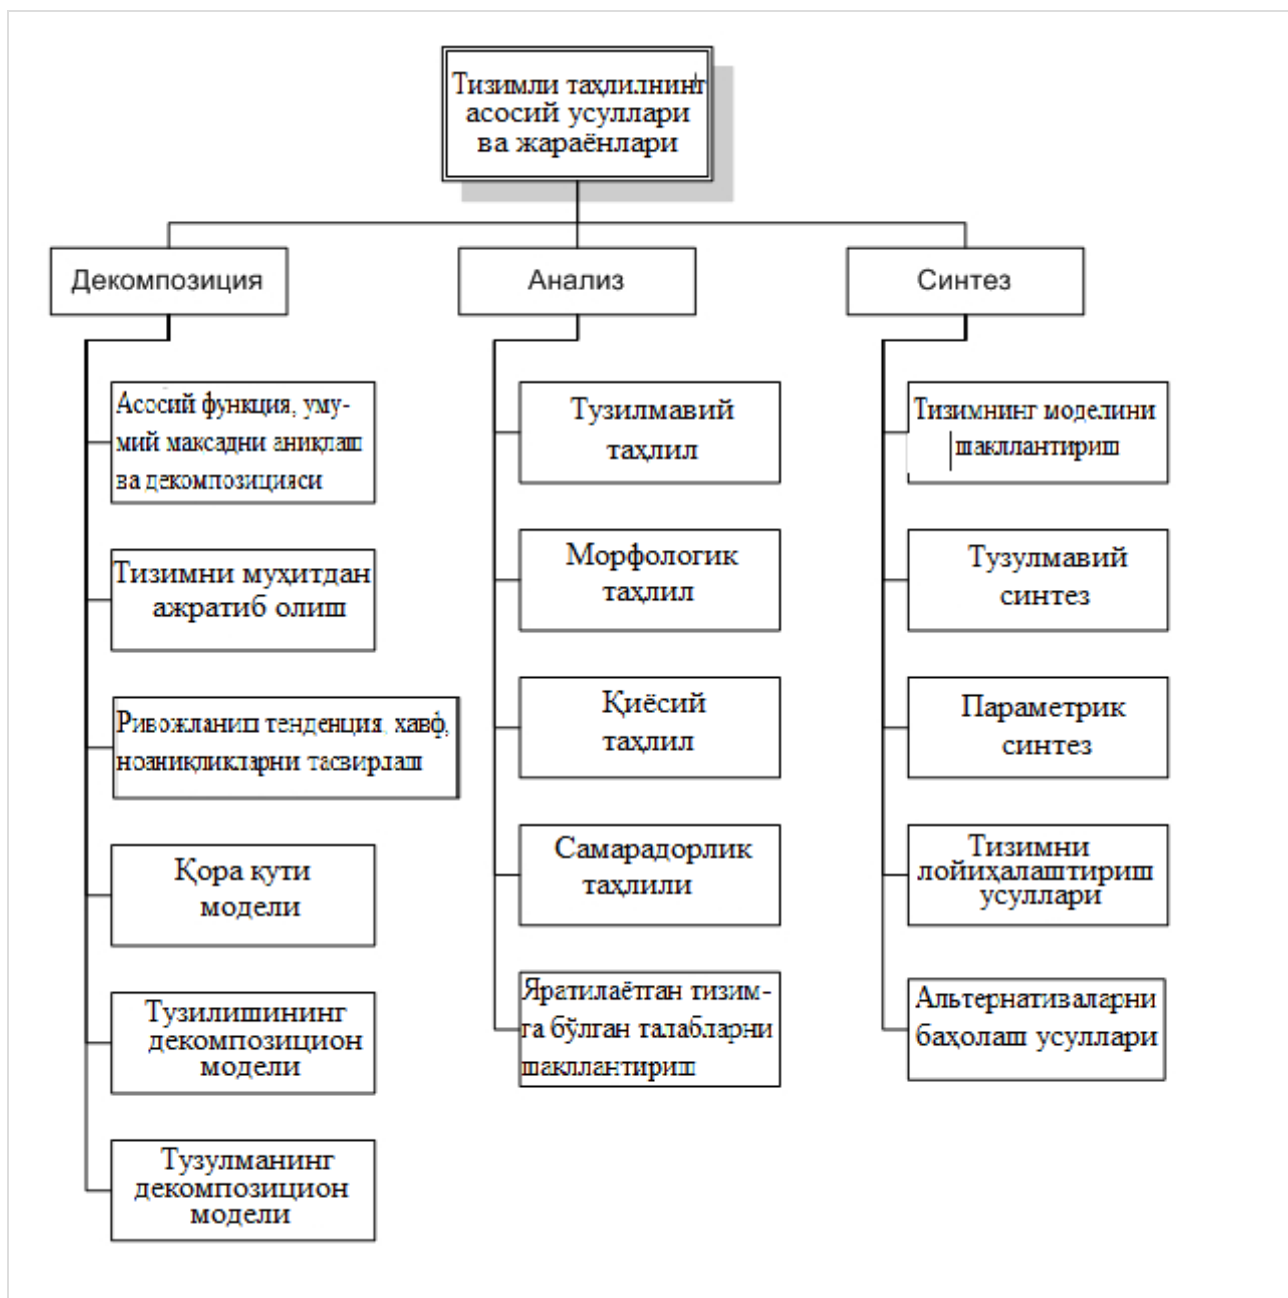 Тизимли таҳлилнинг
асосий усуллари
ва жараёнлари
Декомпозиция
Асосий функция, уму-
мий максадни аниқлаш
ва декомпозицияси
Тизимни муҳитдан
ажратиб олиш
Ривожланиш тенденция, хавф,
ноаниқликларни тасвирлаш
Қора қути
модели
Тузилишининг
декомпозицион
модели
Тузулманинг
декомпозицион
модели
Анализ
Тузилмавий
таҳлил
Морфологик
таҳлил
Қиёсий
таҳлил
Самарадорлик
таҳлили
Яратилаётган тизим-
га бўлган талабларни
шакллантириш
Синтез
Тизимнинг моделини
шакллантириш
Тузулмавий
синтез
Параметрик
синтез
Тизимни
лойиҳалаштириш
усуллари
Альтернативаларни
баҳолаш усуллари